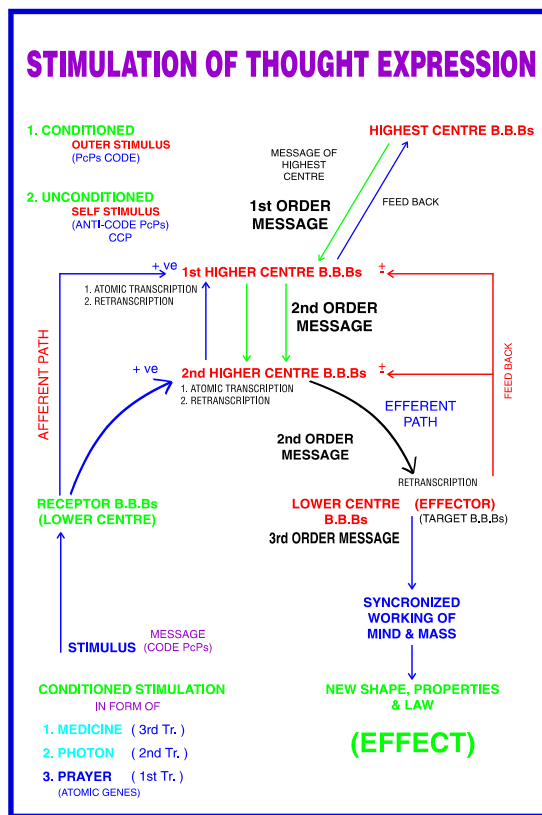 STIMULATION OF THOUGHT EXPRESSION
1. CONDITIONED
OUTER STIMULUS
(PcPs CODE)
2. UNCONDITIONED
SELF STIMULUS
(ANTI-CODE PcPs)
CCP
HIGHEST CENTRE B.B.Bs
MESSAGE OF
HIGHEST
CENTRE
1st ORDER
MESSAGE
FEED BACK
+ ve
1st HIGHER CENTRE B.B.Bs
±
1. ATOMIC TRANSCRIPTION
2. RETRANSCRIPTION
2nd ORDER
MESSAGE
AFFERENT PATH
FEED BACK
+ ve
2nd HIGHER CENTRE B.B.Bs
±
1. ATOMIC TRANSCRIPTION
2. RETRANSCRIPTION
EFFERENT
PATH
2nd ORDER
MESSAGE
RETRANSCRIPTION
RECEPTOR B.B.Bs
(LOWER CENTRE)
LOWER CENTRE (EFFECTOR)
B.B.Bs (TARGET B.B.Bs)
3rd ORDER MESSAGE
STIMULUS
MESSAGE
(CODE PcPs)
SYNCRONIZED
WORKING OF
MIND & MASS
CONDITIONED STIMULATION
IN FORM OF
1. MEDICINE ( 3rd Tr. )
2. PHOTON ( 2nd Tr. )
3. PRAYER ( 1st Tr. )
(ATOMIC GENES)
NEW SHAPE, PROPERTIES
& LAW
(EFFECT)